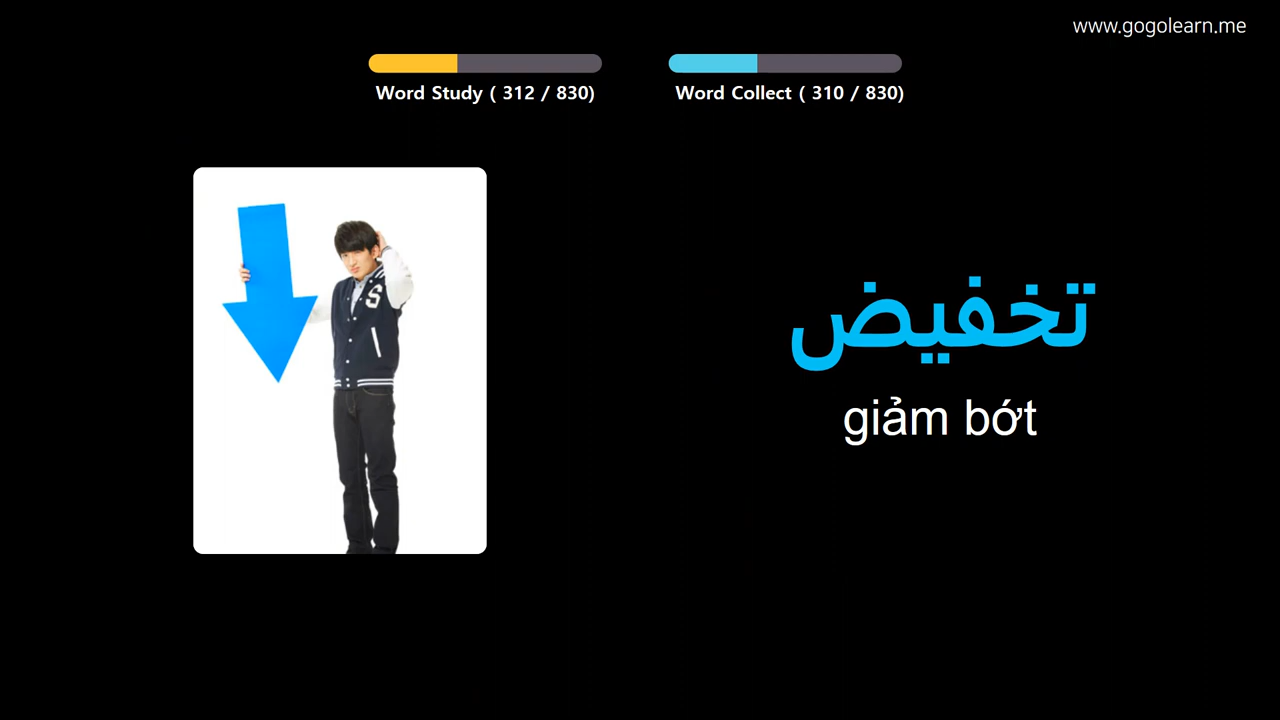 www.gogolearn.me
Word Study ( 312 / 830)
Word Collect ( 310 / 830)
S
تخفيض
giảm bớt